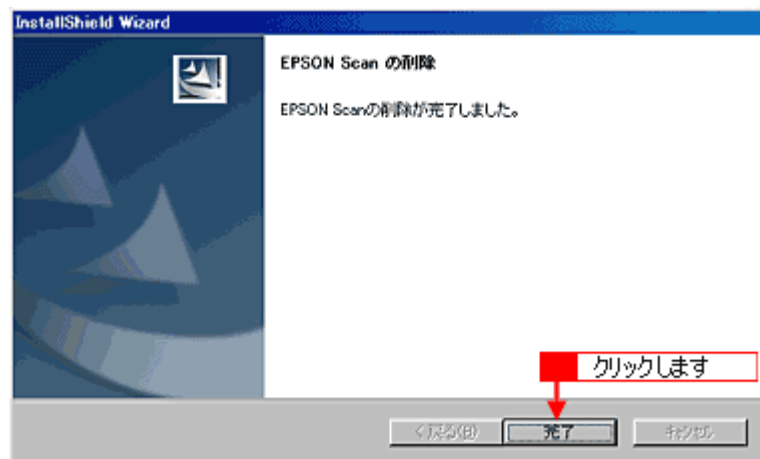 InstallShield Wizard
EPSON Scan の削除
EPSON Scanの削除が完了しました。
クリックします
< 戻る(B)
完了
キャンセル